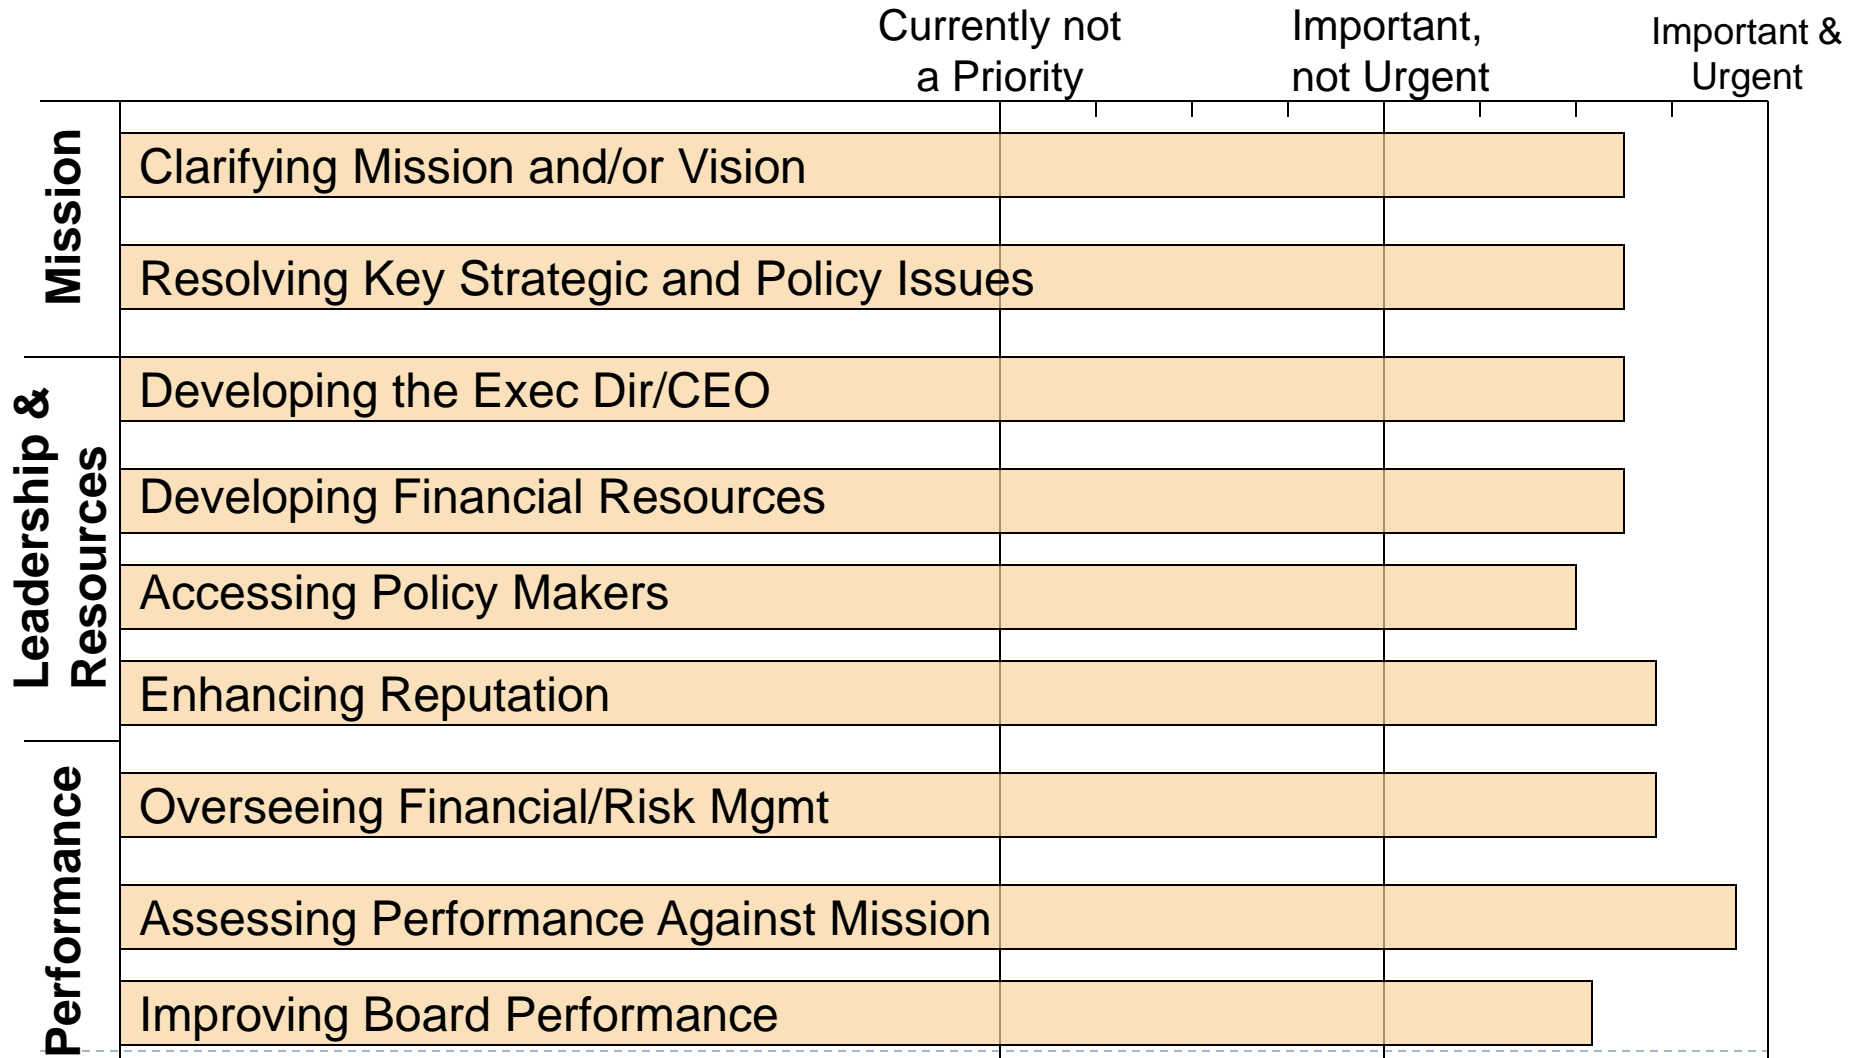 Currently not
a Priority
Important,
not Urgent
Important &
Urgent
Mission
Clarifying Mission and/or Vision
Resolving Key Strategic and Policy Issues
Leadership &
Resources
Developing the Exec Dir/CEO
Developing Financial Resources
Accessing Policy Makers
Enhancing Reputation
Performance
Overseeing Financial/Risk Mgmt
Assessing Performance Against Mission
Improving Board Performance